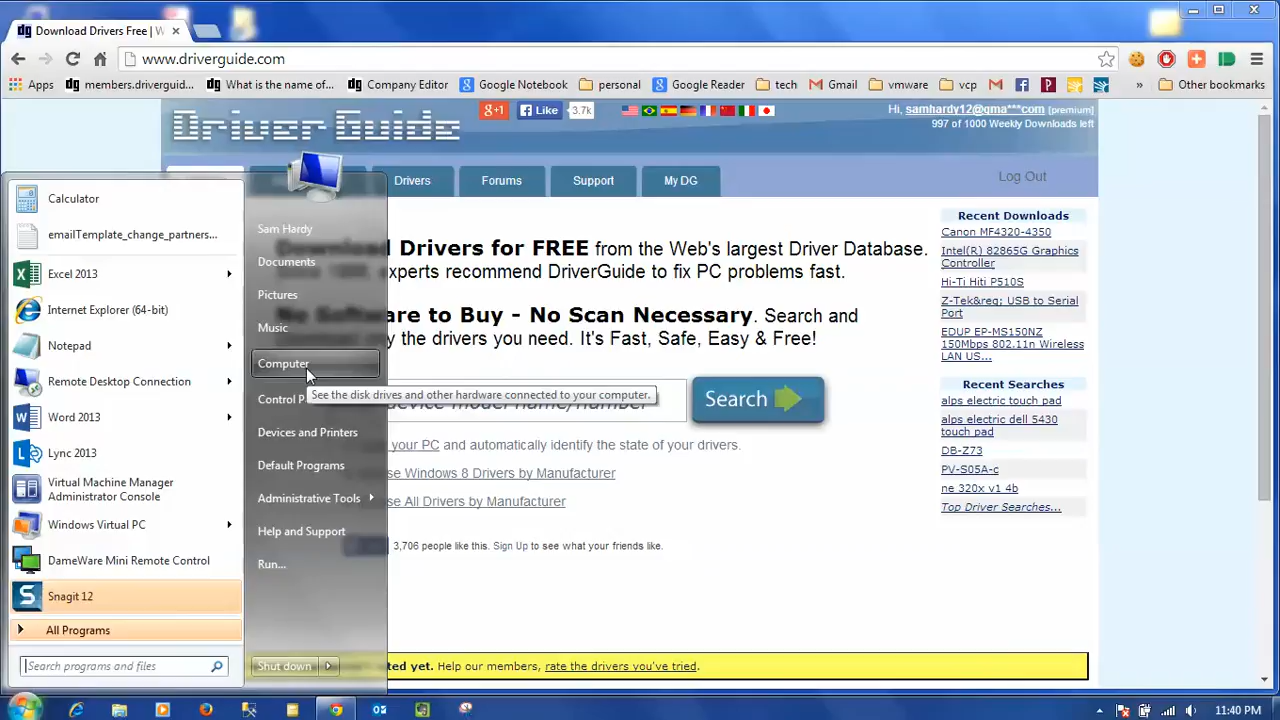 Download Drivers Free | W
www.driverguide.com
Apps
members.driverguid...
What is the name of...
Company Editor
Google Notebook
personal
Google Reader
tech
Gmail
vmware
vcp
Other bookmarks
Driver Guide
+1
Like
3.7k
Hi, samhardy12@gma***com [premium]
997 of 1000 Weekly Downloads left
Drivers
Forums
Support
My DG
Log Out
Download Drivers for FREE from the Web's largest Driver Database.
experts recommend DriverGuide to fix PC problems fast.
No Software to Buy - No Scan Necessary. Search and
the drivers you need. It's Fast, Safe, Easy & Free!
device model name/number
Search
your PC and automatically identify the state of your drivers.
se Windows 8 Drivers by Manufacturer
se All Drivers by Manufacturer
3,706 people like this. Sign Up to see what your friends like.
ted yet. Help our members, rate the drivers you've tried.
Recent Downloads
Canon MF4320-4350
Intel(R) 82865G Graphics
Controller
Hi-Ti Hiti P510S
Z-Tek&reg; USB to Serial
Port
EDUP EP-MS150NZ
150Mbps 802.11n Wireless
LAN US...
Recent Searches
alps electric touch pad
alps electric dell 5430
touch pad
DB-Z73
PV-S05A-c
ne 320x v1 4b
Top Driver Searches...
Calculator
emailTemplate_change_partners...
Excel 2013
Internet Explorer (64-bit)
Notepad
Remote Desktop Connection
Word 2013
Lync 2013
Virtual Machine Manager
Administrator Console
Windows Virtual PC
DameWare Mini Remote Control
Snagit 12
All Programs
Search programs and files
Sam Hardy
Documents
Pictures
Music
Computer
See the disk drives and other hardware connected to your computer.
Control P
Devices and Printers
Default Programs
Administrative Tools
Help and Support
Run...
Shut down
11:40 PM